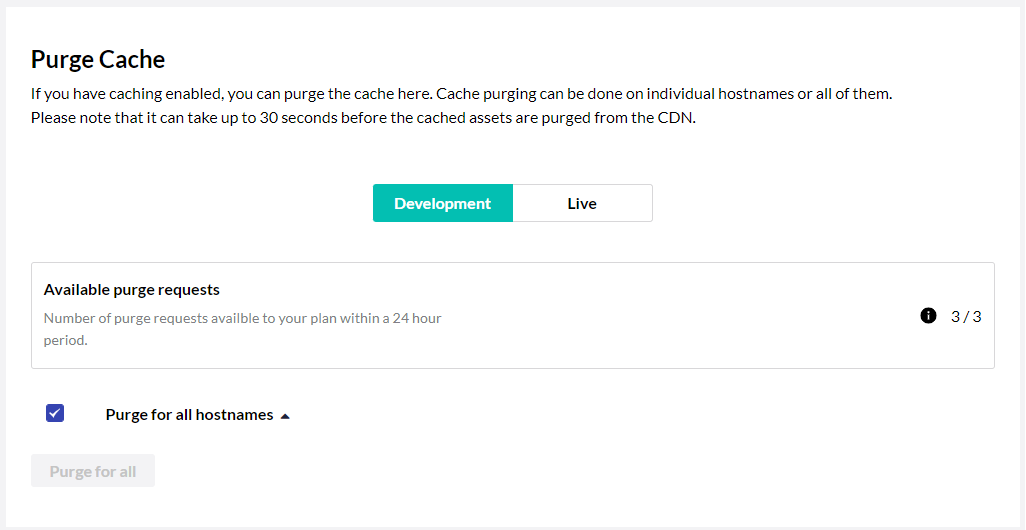 Purge Cache
If you have caching enabled, you can purge the cache here. Cache purging can be done on individual hostnames or all of them.
Please note that it can take up to 30 seconds before the cached assets are purged from the CDN.
Development
Live
Available purge requests
Number of purge requests availble to your plan within a 24 hour
period.
3 / 3
Purge for all hostnames
Purge for all